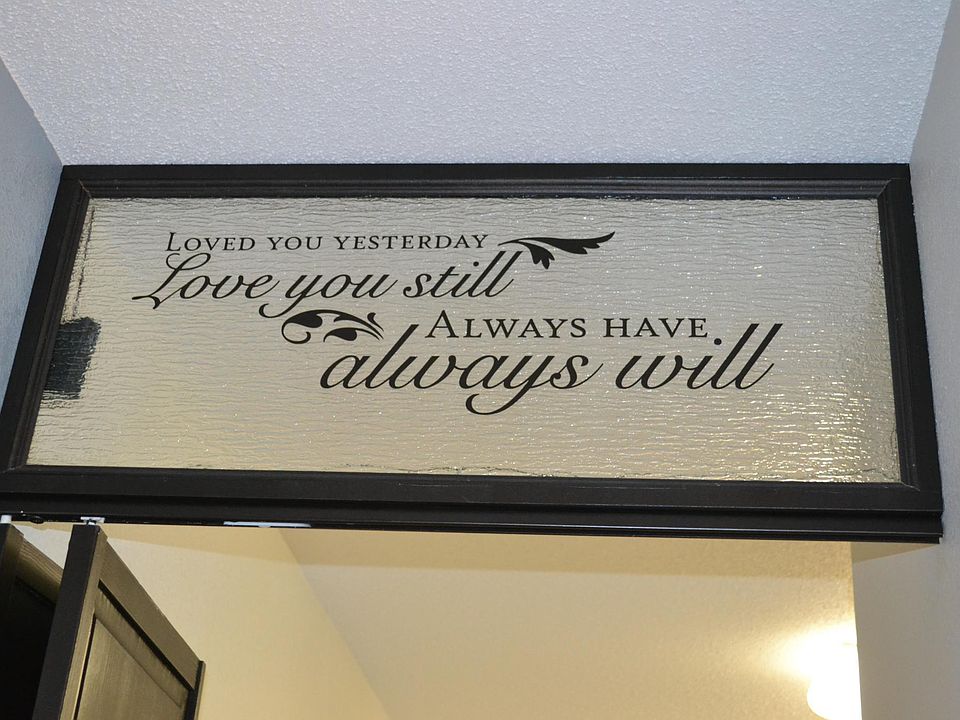 Loved you yesterday
Love you still
Always have
always will